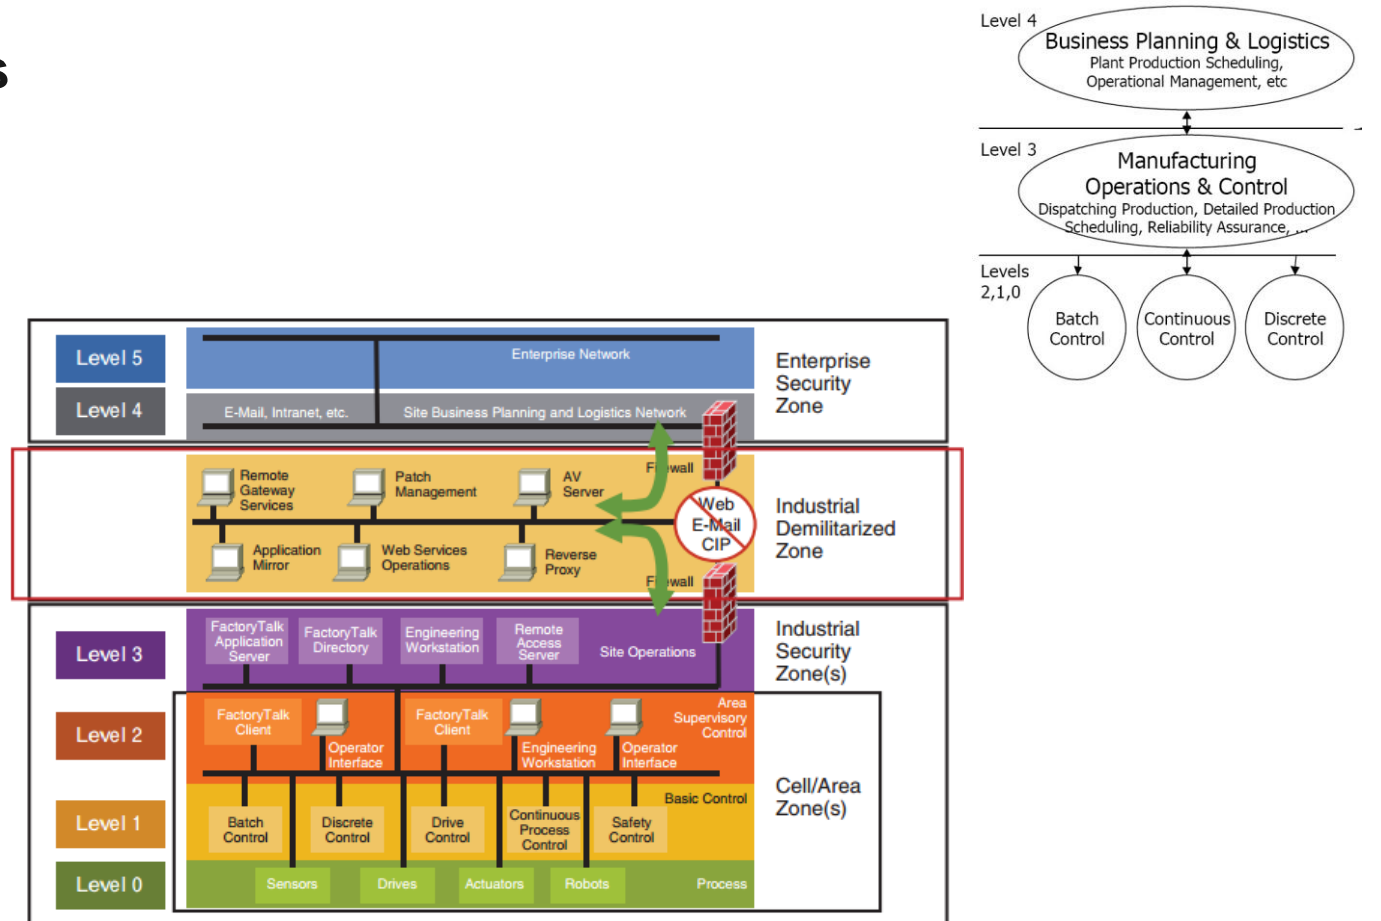 s
Level 4
Business Planning & Logistics
Plant Production Scheduling,
Operational Management, etc
Level 3
Manufacturing
Operations & Control
Dispatching Production, Detailed Production
Scheduling, Reliability Assurance, ...
Levels
2,1,0
Batch
Control
Continuous
Control
Discrete
Control
Level 5
Enterprise Network
Level 4
E-Mail, Intranet, etc.
Site Business Planning and Logistics Network
Enterprise
Security
Zone
Remote
Gateway
Services
Patch
Management
AV
Server
Firewall
Web
E-Mail
CIP
Application
Mirror
Web Services
Operations
Reverse
Proxy
Firewall
Industrial
Demilitarized
Zone
Level 3
FactoryTalk
Application
Server
FactoryTalk
Directory
Engineering
Workstation
Remote
Access
Server
Site Operations
Industrial
Security
Zone(s)
Level 2
FactoryTalk
Client
Operator
Interface
FactoryTalk
Client
Engineering
Workstation
Operator
Interface
Area
Supervisory
Control
Level 1
Basic Control
Batch
Control
Discrete
Control
Drive
Control
Continuous
Process
Control
Safety
Control
Cell/Area
Zone(s)
Level 0
Sensors
Drives
Actuators
Robots
Process